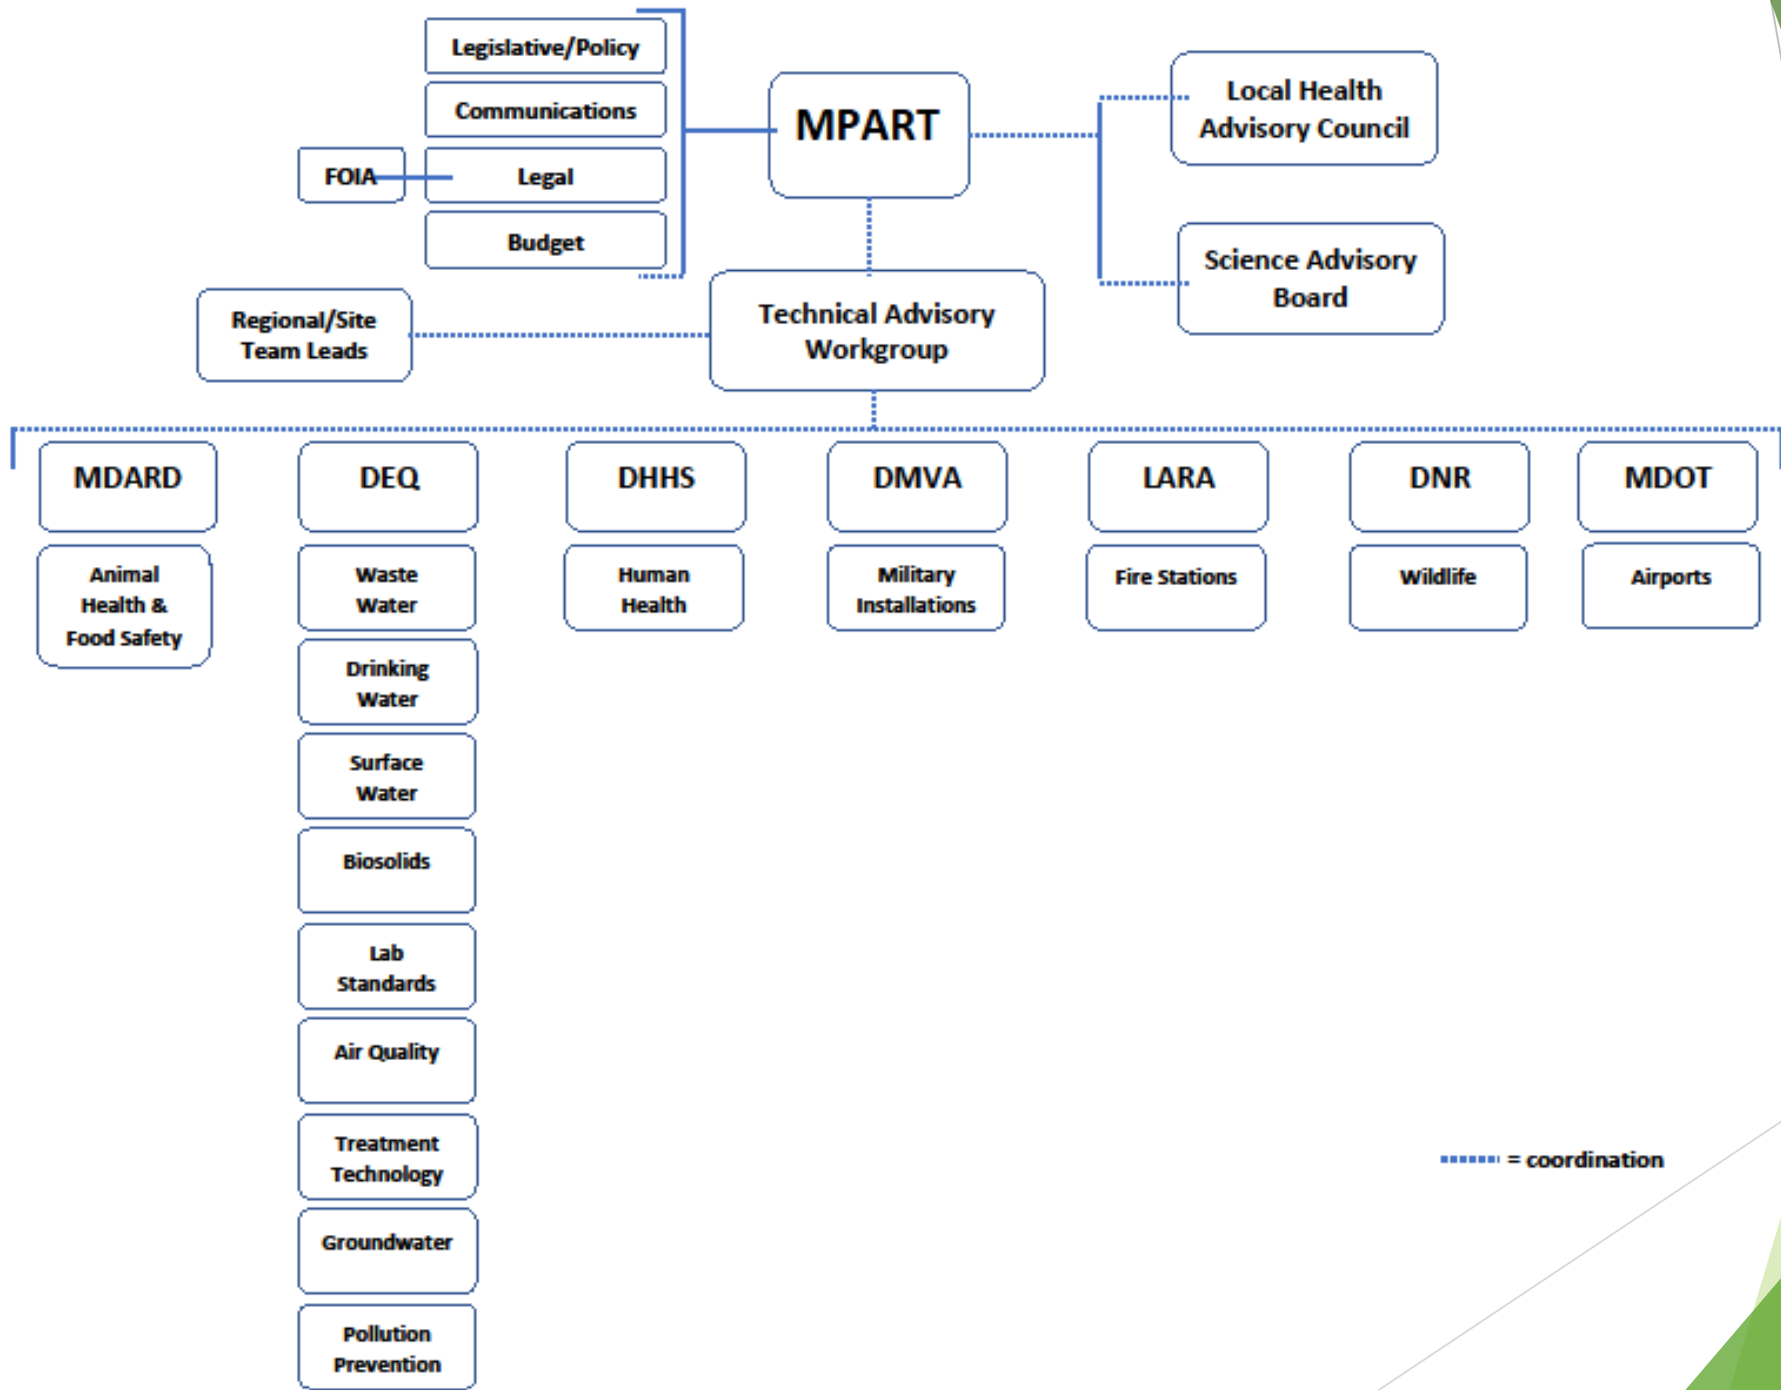 Legislative/Policy
Communications
FOIA
Legal
Budget
MPART
Local Health
Advisory Council
Science Advisory
Board
Regional/Site
Team Leads
Technical Advisory
Workgroup
MDARD
DEQ
DHHS
DMVA
LARA
DNR
MDOT
Animal
Health &
Food Safety
Waste
Water
Human
Health
Military
Installations
Fire Stations
Wildlife
Airports
Drinking
Water
Surface
Water
Biosolids
Lab
Standards
Air Quality
Treatment
Technology
Groundwater
Pollution
Prevention
= coordination